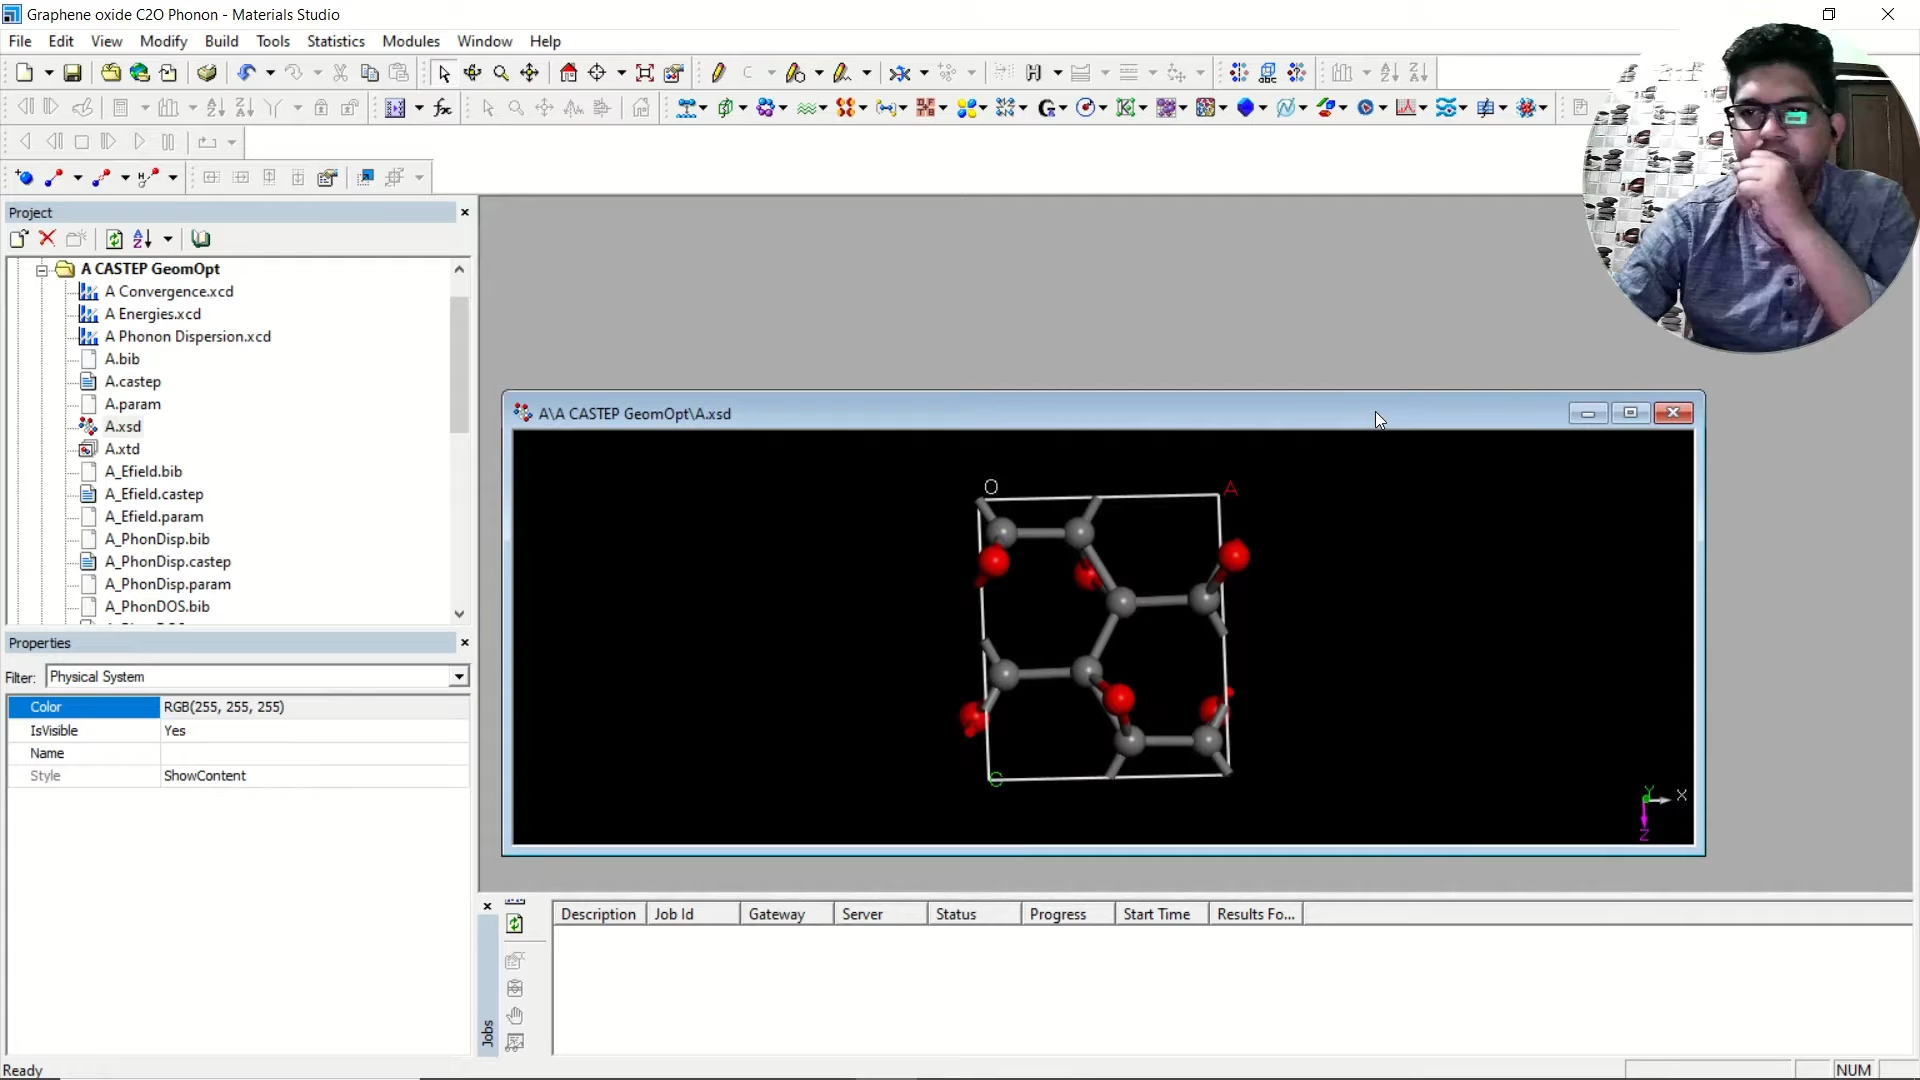 Graphene oxide C2O Phonon - Materials Studio
File Edit View Modify Build Tools Statistics Modules Window Help
Project
A CASTEP GeomOpt
A Convergence.xcd
A Energies.xcd
A Phonon Dispersion.xcd
A.bib
A.castep
A.param
A.xsd
A.xtd
A_Efield.bib
A_Efield.castep
A_Efield.param
A_PhonDisp.bib
A_PhonDisp.castep
A_PhonDisp.param
A_PhonDOS.bib
Properties
Filter: Physical System
Color RGB(255, 255, 255)
IsVisible Yes
Name
Style ShowContent
A\A CASTEP GeomOpt\A.xsd
O A
C
Y X
Z
Jobs
Description Job Id Gateway Server Status Progress Start Time Results Fo...
Ready
NUM